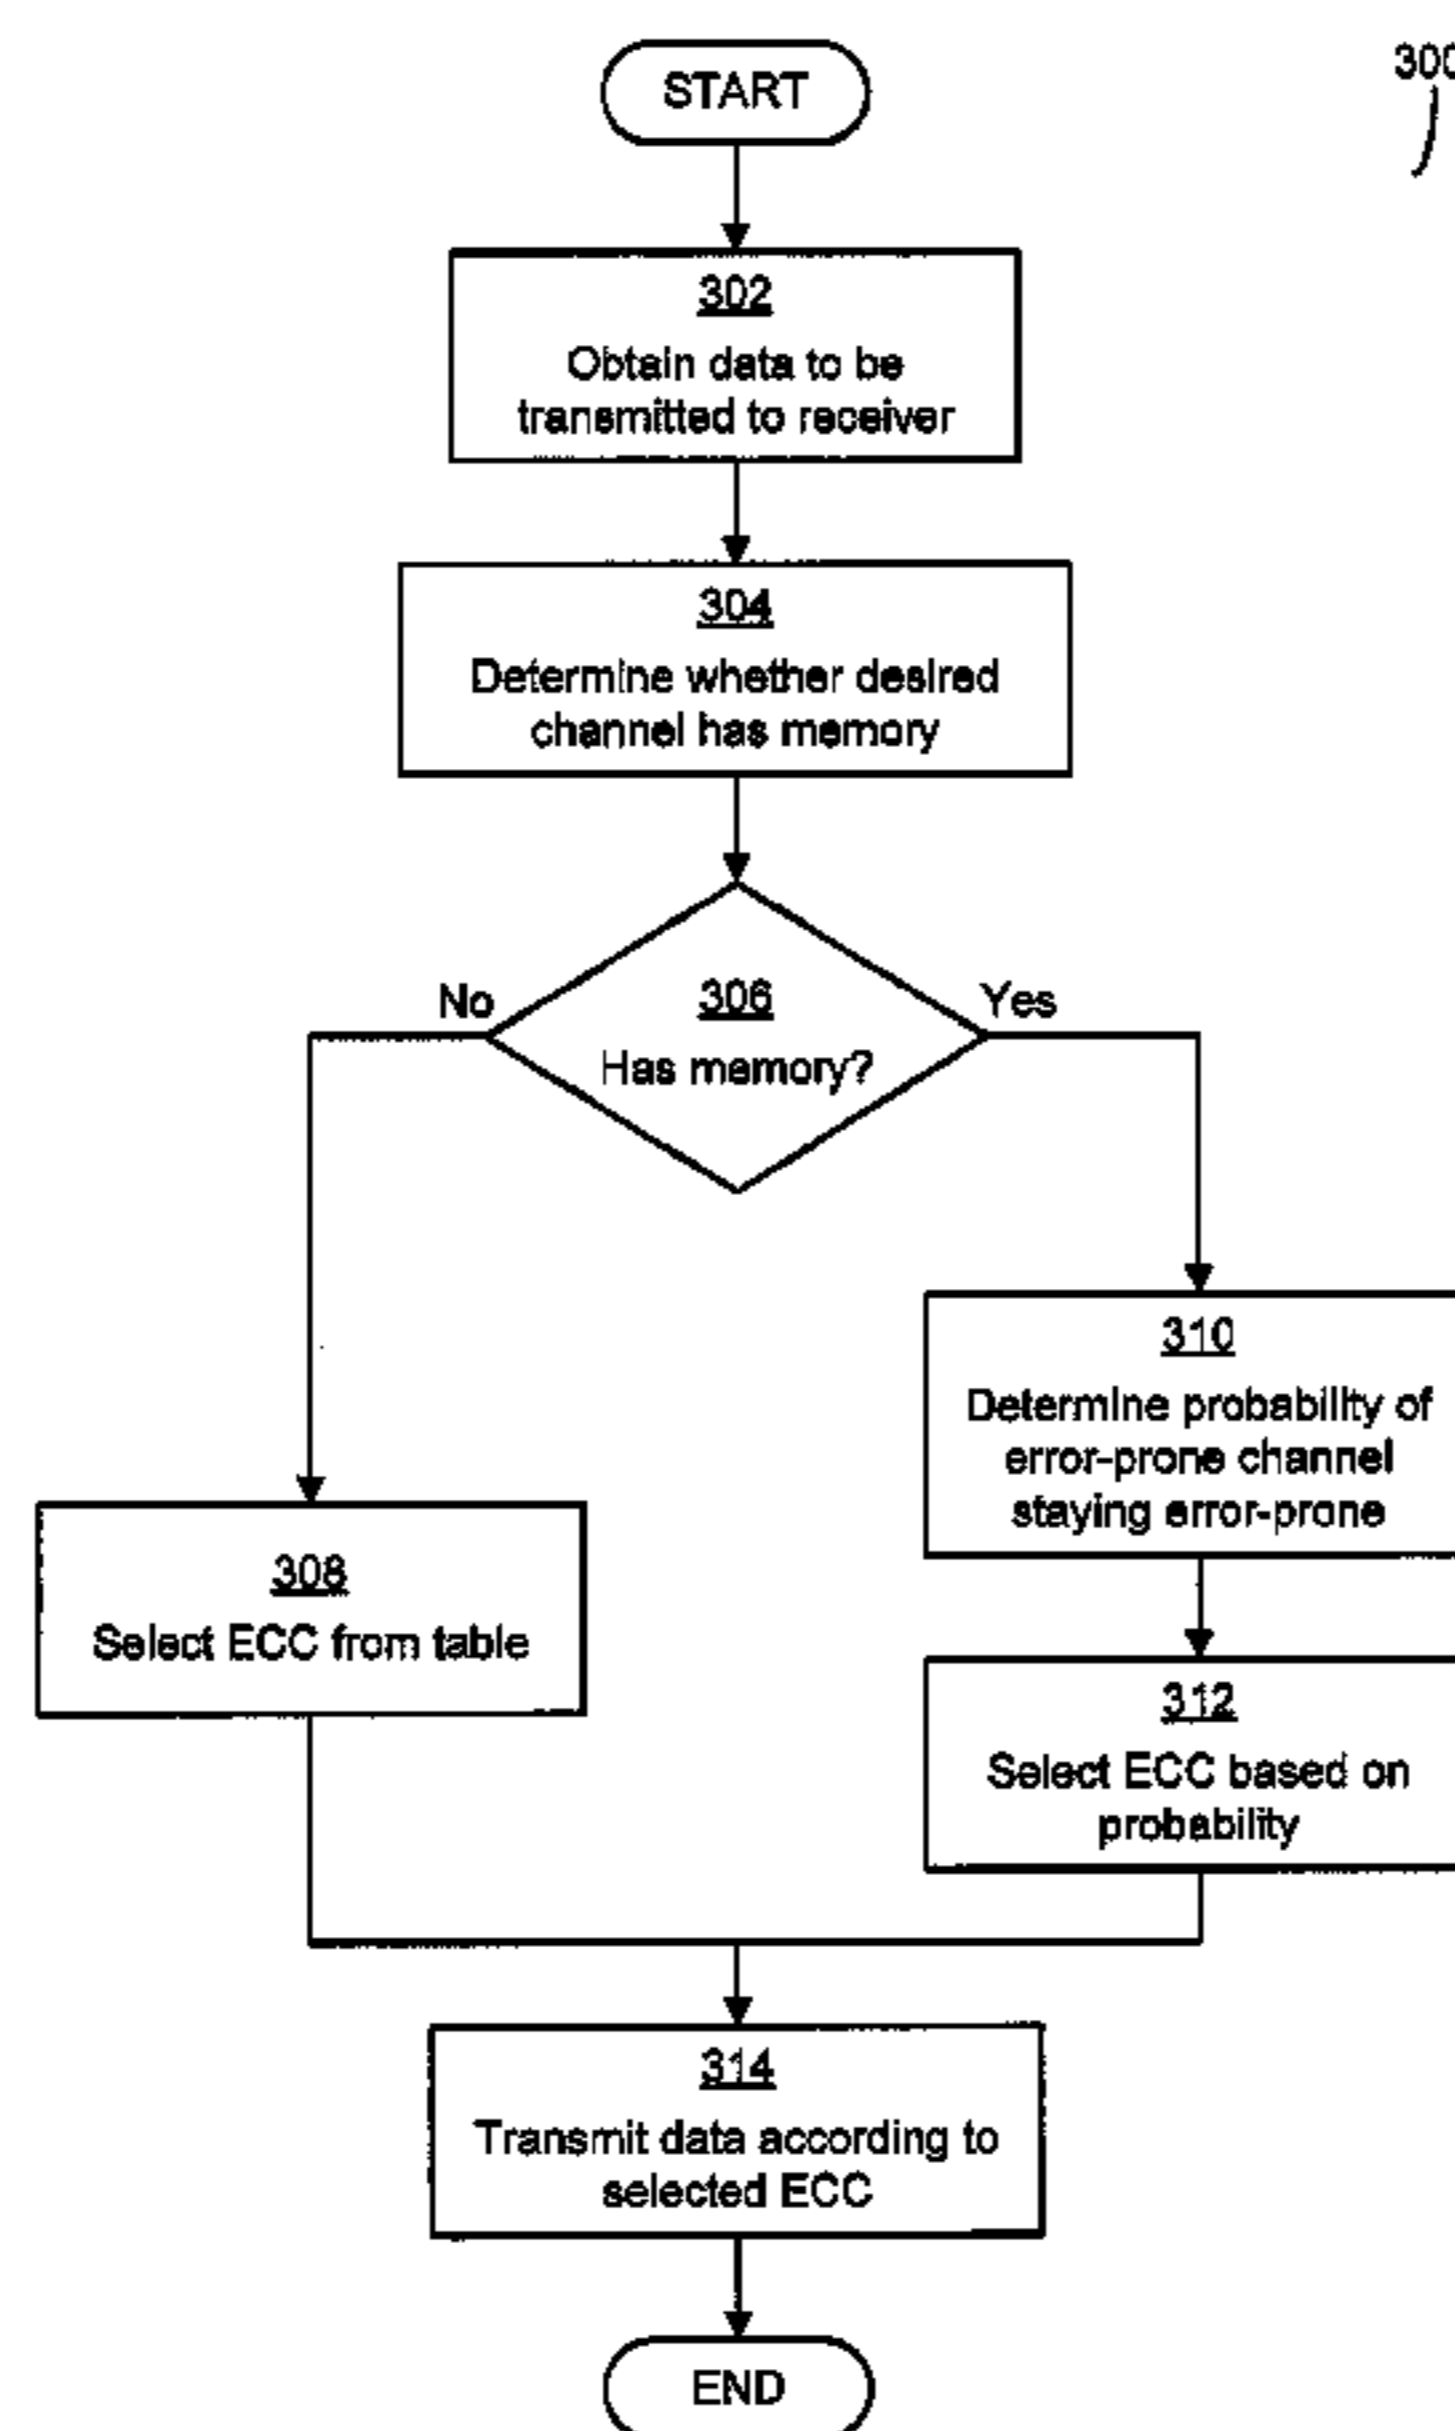 START
300
302
Obtain data to be
transmitted to receiver
304
Determine whether desired
channel has memory
306
Has memory?
No
Yes
310
Determine probability of
error-prone channel
staying error-prone
308
Select ECC from table
312
Select ECC based on
probability
314
Transmit data according to
selected ECC
END